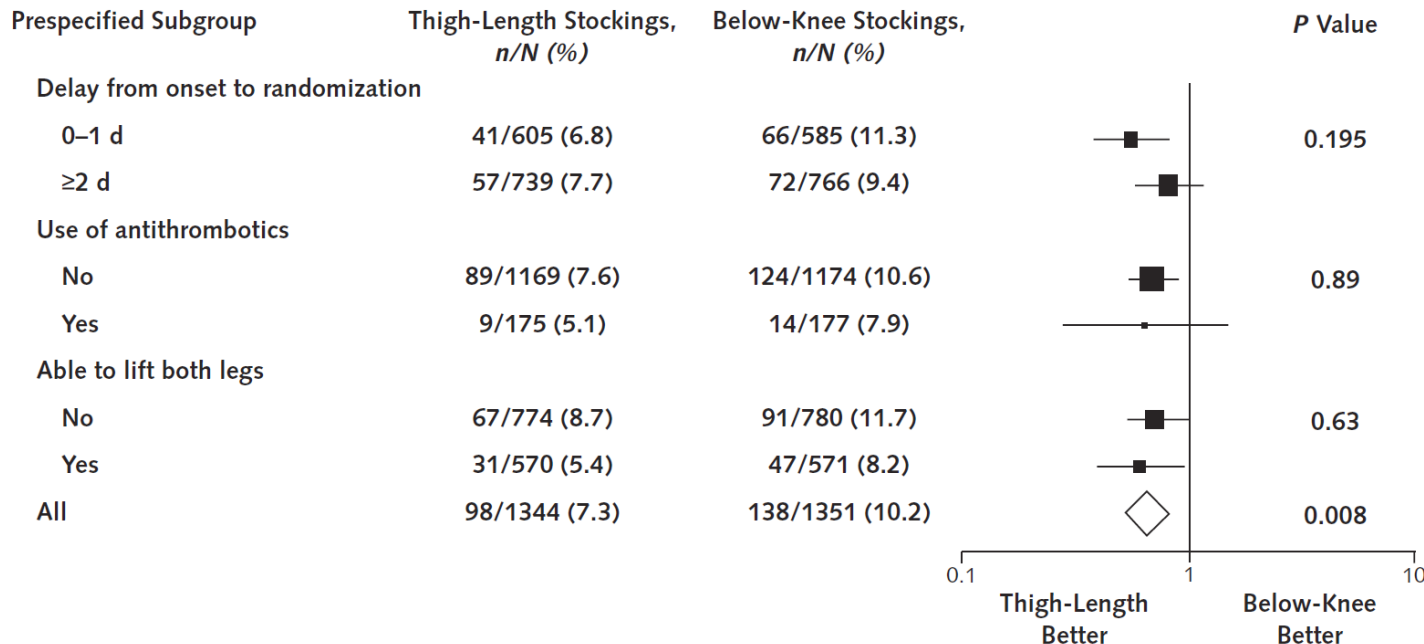 Prespecified Subgroup Thigh-Length Stockings, Below-Knee Stockings, P Value
n/N (%) n/N (%)
Delay from onset to randomization
0–1 d 41/605 (6.8) 66/585 (11.3) 0.195
≥2 d 57/739 (7.7) 72/766 (9.4)
Use of antithrombotics
No 89/1169 (7.6) 124/1174 (10.6) 0.89
Yes 9/175 (5.1) 14/177 (7.9)
Able to lift both legs
No 67/774 (8.7) 91/780 (11.7) 0.63
Yes 31/570 (5.4) 47/571 (8.2)
All 98/1344 (7.3) 138/1351 (10.2) 0.008
0.1 1 10
Thigh-Length Below-Knee
Better Better